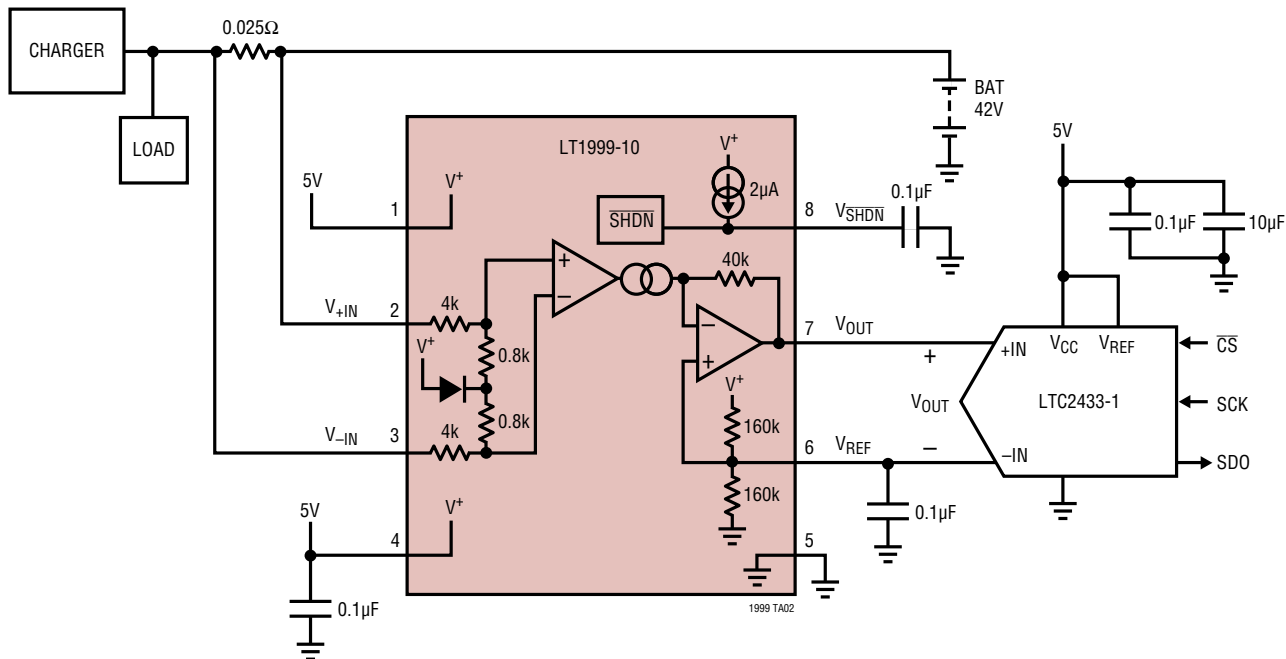 0.025Ω
CHARGER
LOAD
BAT
42V
LT1999-10
5V
V+
1
V+
2µA
SHDN
8
VSHDN
0.1µF
5V
0.1µF
10µF
V+IN
2
4k
V+
0.8k
0.8k
+
–
40k
–
+
7
VOUT
V+
160k
160k
V–IN
3
4k
6
VREF
+
VOUT
–
+IN
VCC
VREF
LTC2433-1
–IN
CS
SCK
SDO
0.1µF
5V
4
V+
5
0.1µF
1999 TA02